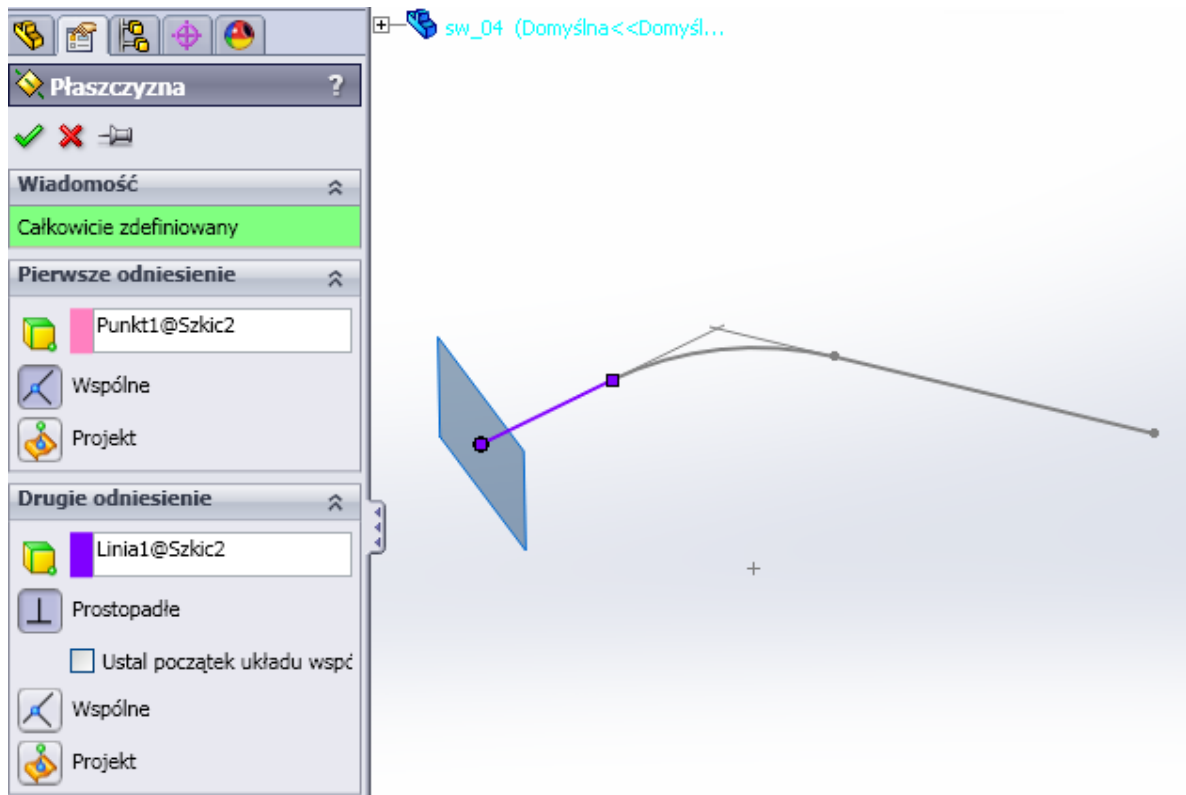 sw_04 (Domyślna<<Domyśl...
Płaszczyzna ?
Wiadomość
Całkowicie zdefiniowany
Pierwsze odniesienie
Punkt1@Szkic2
Wspólne
Projekt
Drugie odniesienie
Linia1@Szkic2
Prostopadłe
Ustal początek układu wspć
Wspólne
Projekt